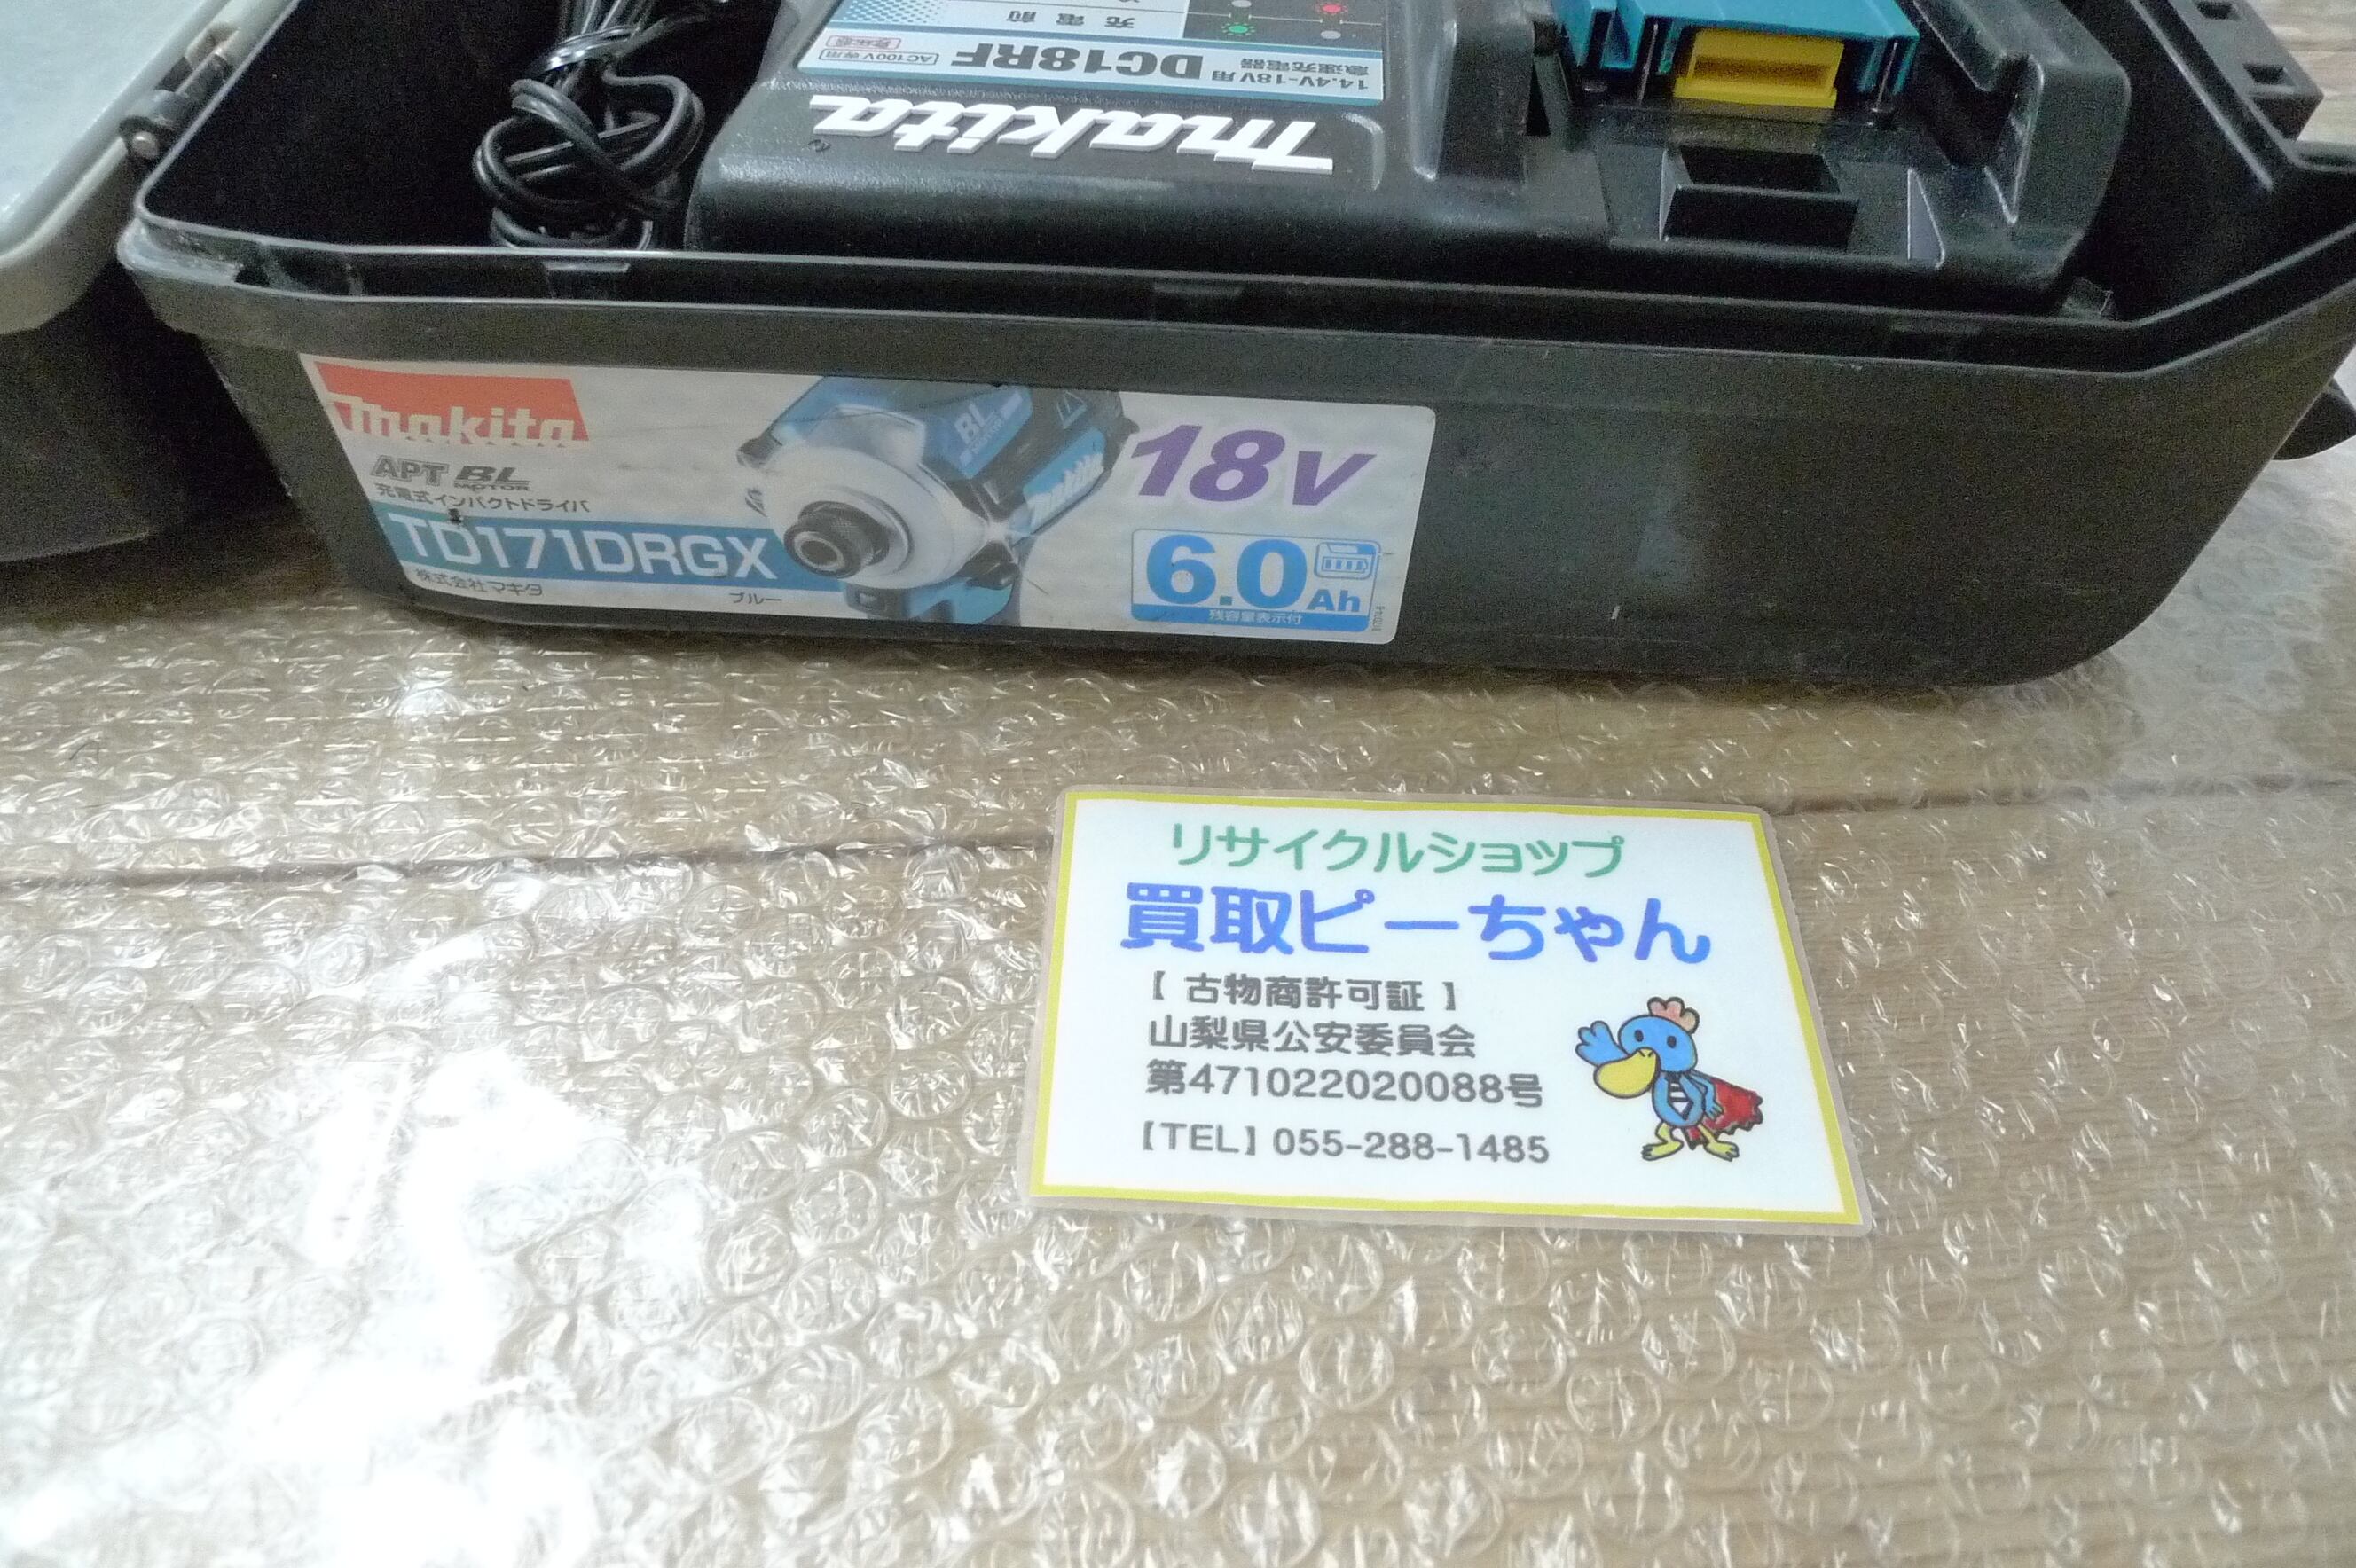 充電前
14.4V-18V用
急速充電器
DC18RF
AC100V専用
makita
makita
APT BL
MOTOR
充電式インパクトドライバ
TD171DRGX
株式会社マキタ
ブルー
BL
MOTOR
makita
18V
6.0Ah
残容量表示付
リサイクルショップ
買取ピーちゃん
【 古物商許可証 】
山梨県公安委員会
第471022020088号
【TEL】055-288-1485